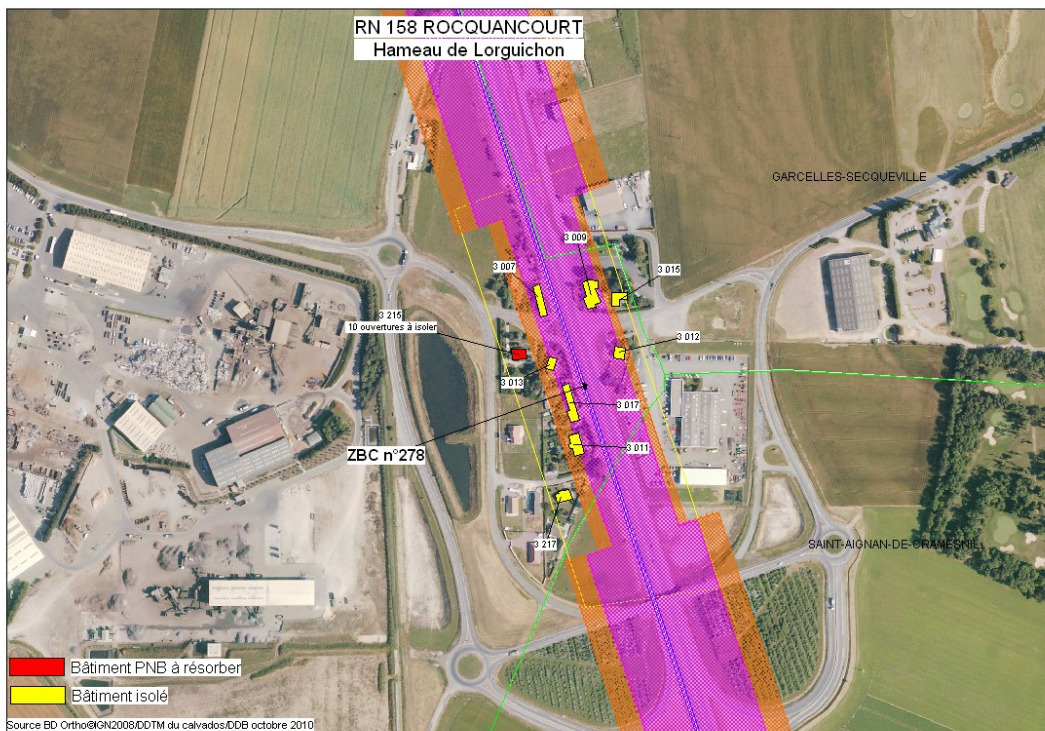 RN 158 ROCQUANCOURT
Hameau de Lorguichon
GARCELLES-SECQUEVILLE
3 009
3 007
3 015
3 215
10 ouvertures à isoler
3 012
3 013
3 017
3 011
ZBC n°278
3 217
SAINT-AIGNAN-DE-CRAMESNIL
Bâtiment PNB à résorber
Bâtiment isolé
Source BD Ortho©IGN2008/DDTM du calvados/DDB octobre 2010